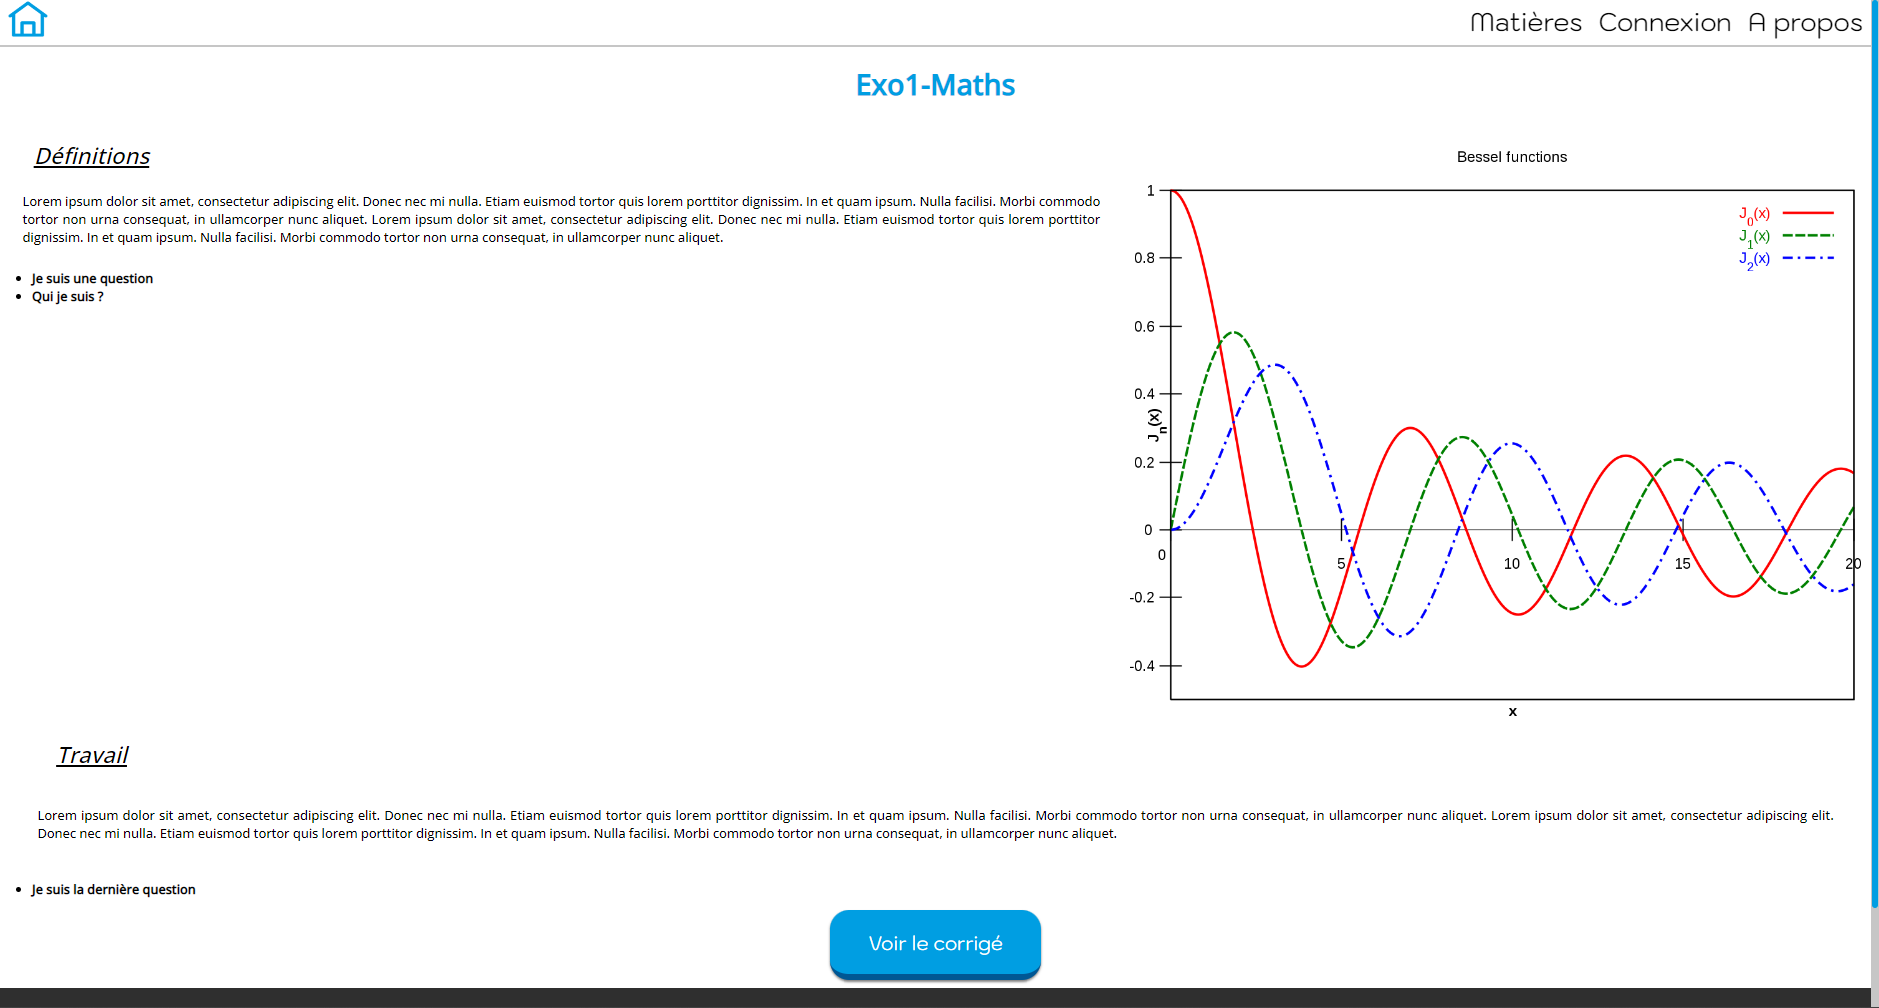 Matières Connexion A propos
Exo1-Maths
Définitions
Lorem ipsum dolor sit amet, consectetur adipiscing elit. Donec nec mi nulla. Etiam euismod tortor quis lorem porttitor dignissim. In et quam ipsum. Nulla facilisi. Morbi commodo
tortor non urna consequat, in ullamcorper nunc aliquet. Lorem ipsum dolor sit amet, consectetur adipiscing elit. Donec nec mi nulla. Etiam euismod tortor quis lorem porttitor
dignissim. In et quam ipsum. Nulla facilisi. Morbi commodo tortor non urna consequat, in ullamcorper nunc aliquet.
Je suis une question
Qui je suis ?
Bessel functions
J0(x)
J1(x)
J2(x)
1
0.8
0.6
0.4
0.2
0
-0.2
-0.4
Jn(x)
0 5 10 15 20
x
Travail
Lorem ipsum dolor sit amet, consectetur adipiscing elit. Donec nec mi nulla. Etiam euismod tortor quis lorem porttitor dignissim. In et quam ipsum. Nulla facilisi. Morbi commodo tortor non urna consequat, in ullamcorper nunc aliquet. Lorem ipsum dolor sit amet, consectetur adipiscing elit.
Donec nec mi nulla. Etiam euismod tortor quis lorem porttitor dignissim. In et quam ipsum. Nulla facilisi. Morbi commodo tortor non urna consequat, in ullamcorper nunc aliquet.
Je suis la dernière question
Voir le corrigé